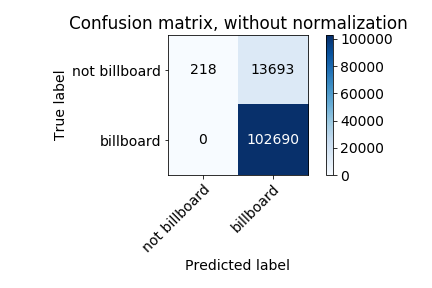 Confusion matrix, without normalization
True label
not billboard
billboard
218
13693
0
102690
not billboard
billboard
Predicted label
100000
80000
60000
40000
20000
0